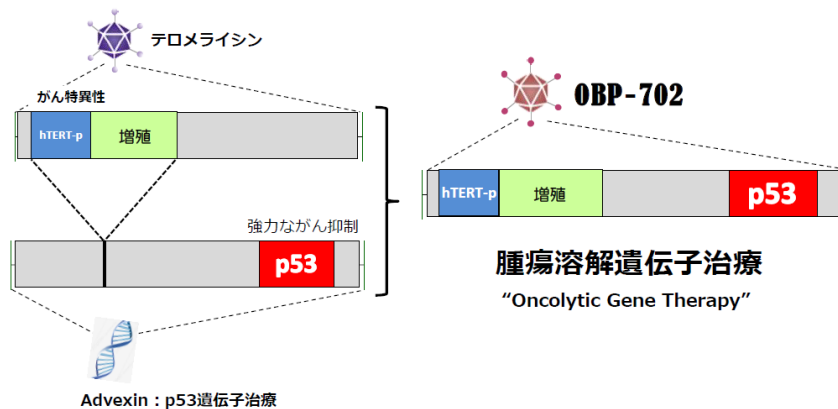 テロメライシン
がん特異性
hTERT-p
増殖
強力ながん抑制
p53
Advexin：p53遺伝子治療
OBP-702
hTERT-p
増殖
p53
腫瘍溶解遺伝子治療
“Oncolytic Gene Therapy”